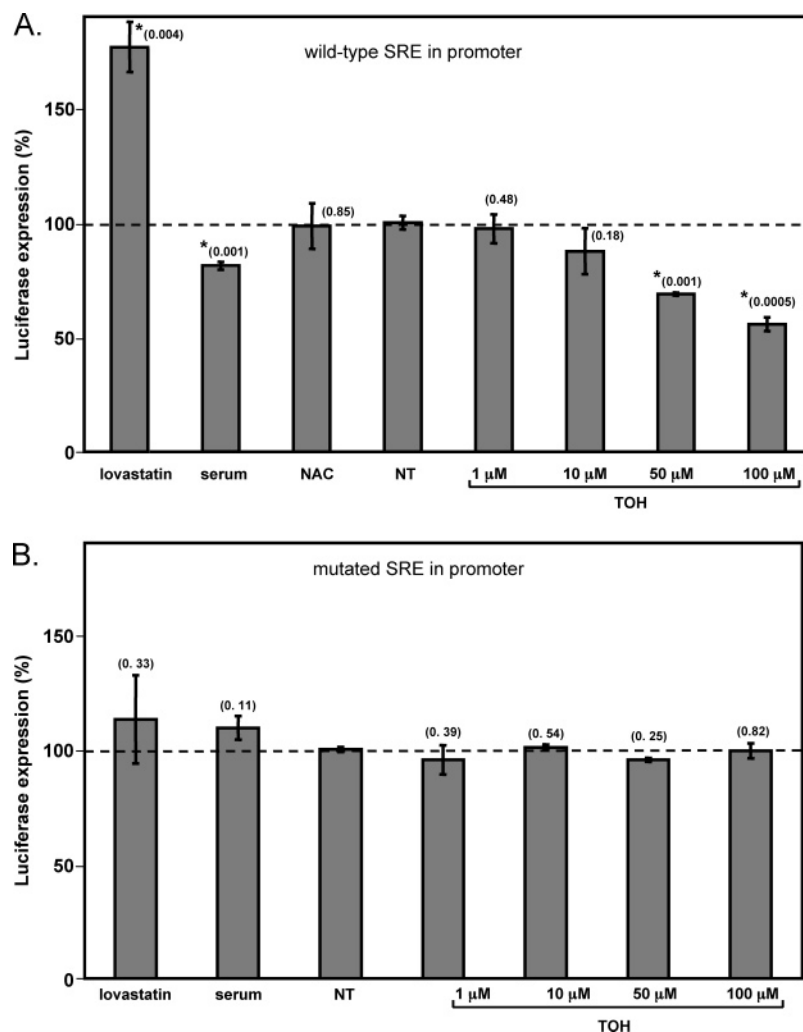 A.
wild-type SRE in promoter
Luciferase expression (%)
150
100
50
0
*(0.004)
*(0.001)
(0.85)
(0.48)
(0.18)
*(0.001)
*(0.0005)
lovastatin serum NAC NT 1 μM 10 μM 50 μM 100 μM
TOH
B.
mutated SRE in promoter
Luciferase expression (%)
150
100
50
0
(0. 33)
(0. 11)
(0. 39)
(0. 54)
(0. 25)
(0.82)
lovastatin serum NT 1 μM 10 μM 50 μM 100 μM
TOH